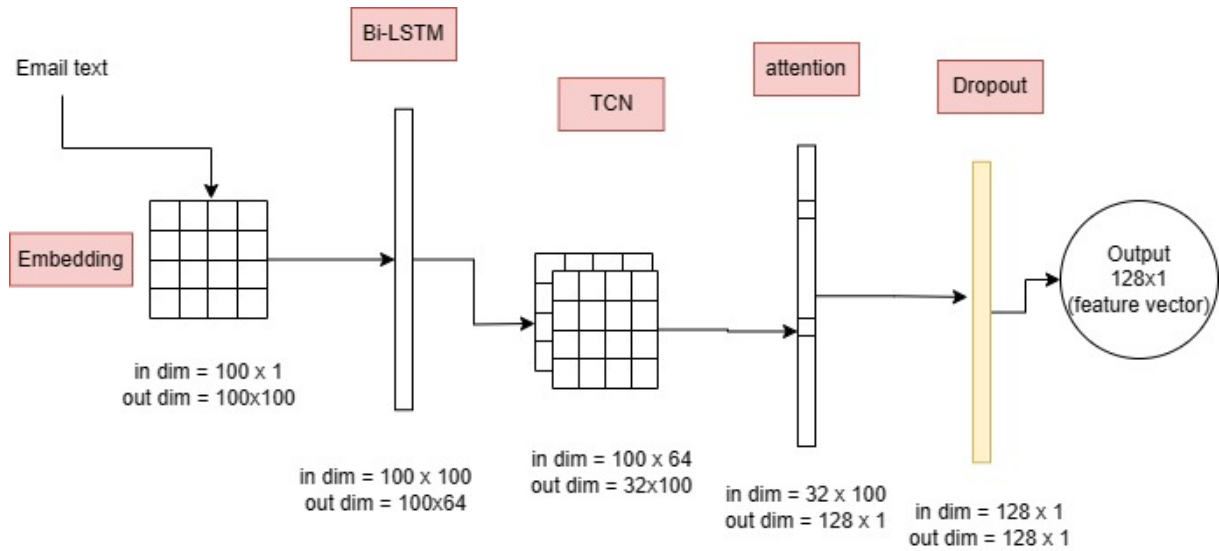 Bi-LSTM
Email text
attention
Dropout
TCN
Embedding
Output
128x1
(feature vector)
in dim = 100 x 1
out dim = 100x100
in dim = 100 x 100
out dim = 100x64
in dim = 100 x 64
out dim = 32x100
in dim = 32 x 100
out dim = 128 x 1
in dim = 128 x 1
out dim = 128 x 1